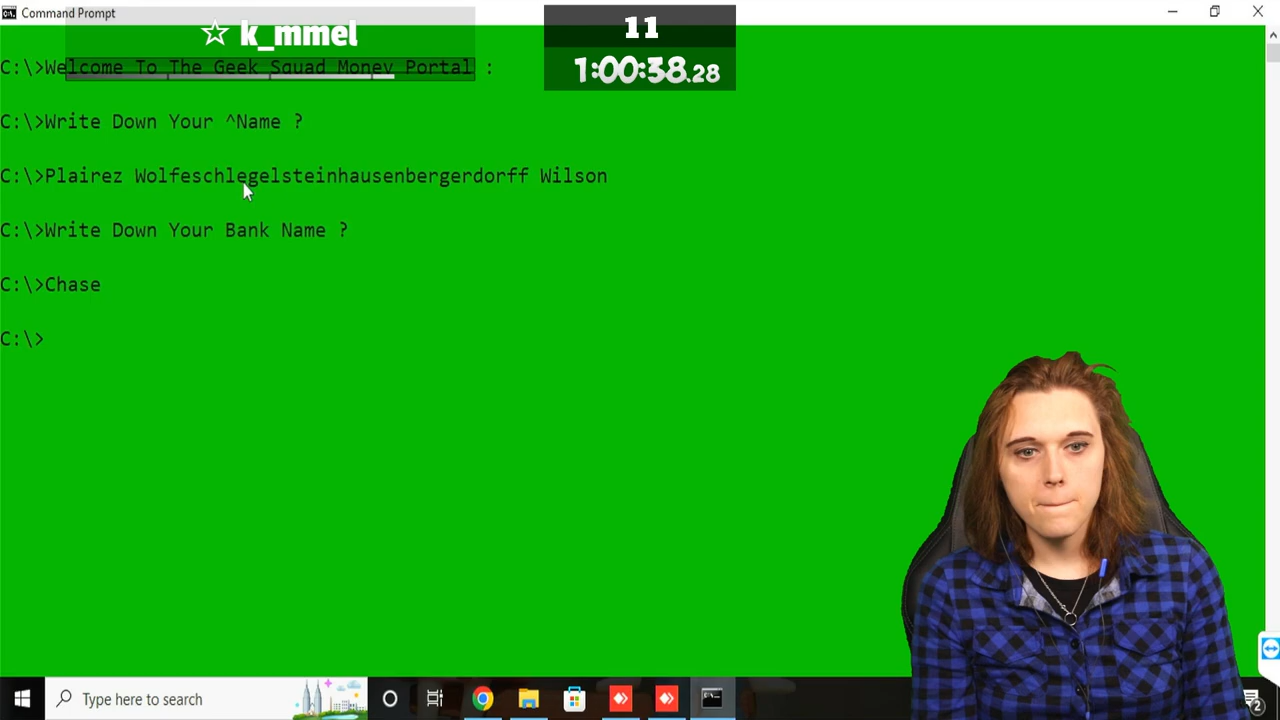 Command Prompt
☆ k_mmel
11
1:00:38.28
C:\>Welcome To The Geek Squad Money Portal :
C:\>Write Down Your ^Name ?
C:\>Plairez Wolfeschlegelsteinhausenbergerdorff Wilson
C:\>Write Down Your Bank Name ?
C:\>Chase
C:\>
Type here to search
2